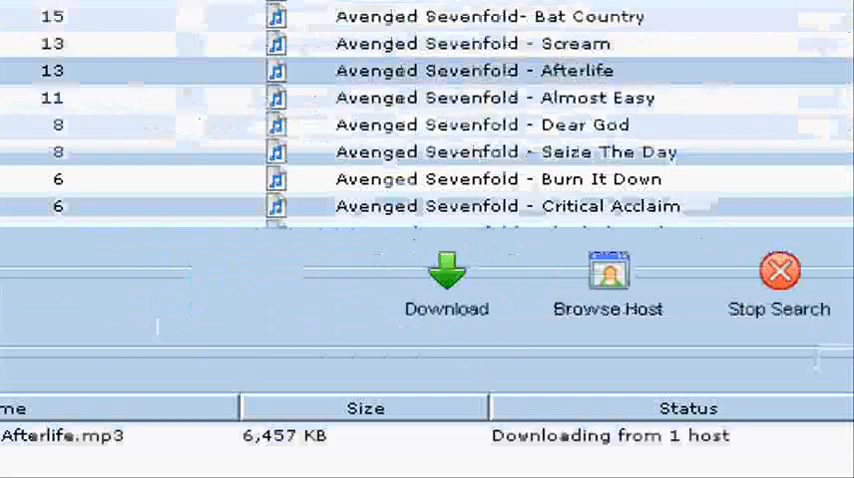 15 Avenged Sevenfold- Bat Country
13 Avenged Sevenfold - Scream
13 Avenged Sevenfold - Afterlife
11 Avenged Sevenfold - Almost Easy
8 Avenged Sevenfold - Dear God
8 Avenged Sevenfold - Seize The Day
6 Avenged Sevenfold - Burn It Down
6 Avenged Sevenfold - Critical Acclaim
Download Browse Host Stop Search
me Size Status
Afterlife.mp3 6,457 KB Downloading from 1 host